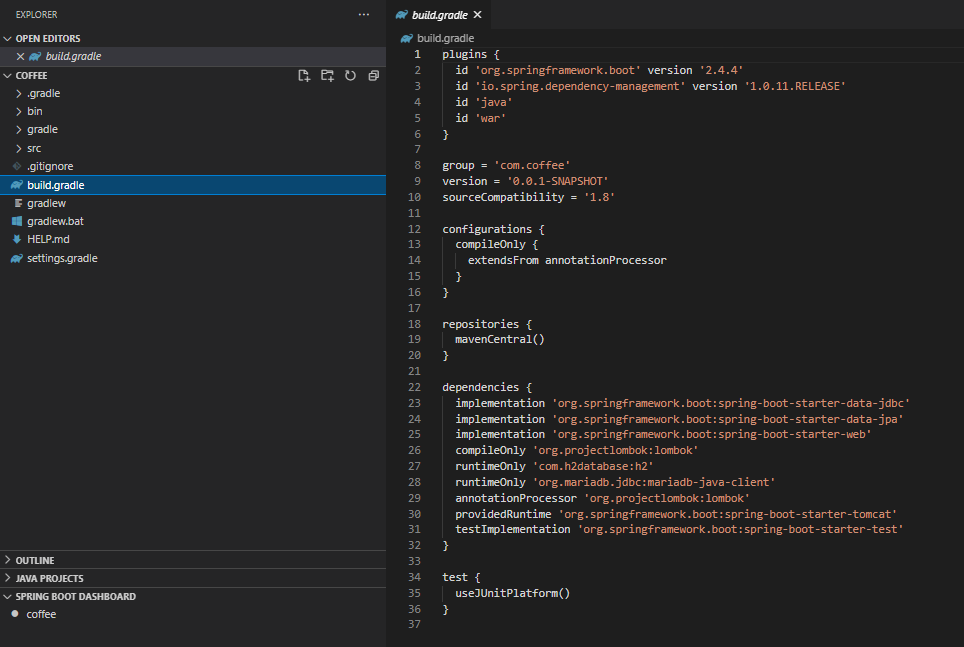 EXPLORER
OPEN EDITORS
build.gradle
COFFEE
.gradle
bin
gradle
src
.gitignore
build.gradle
gradlew
gradlew.bat
HELP.md
settings.gradle
OUTLINE
JAVA PROJECTS
SPRING BOOT DASHBOARD
coffee
build.gradle
build.gradle
1 plugins {
2 id 'org.springframework.boot' version '2.4.4'
3 id 'io.spring.dependency-management' version '1.0.11.RELEASE'
4 id 'java'
5 id 'war'
6 }
7
8 group = 'com.coffee'
9 version = '0.0.1-SNAPSHOT'
10 sourceCompatibility = '1.8'
11
12 configurations {
13 compileOnly {
14 extendsFrom annotationProcessor
15 }
16 }
17
18 repositories {
19 mavenCentral()
20 }
21
22 dependencies {
23 implementation 'org.springframework.boot:spring-boot-starter-data-jdbc'
24 implementation 'org.springframework.boot:spring-boot-starter-data-jpa'
25 implementation 'org.springframework.boot:spring-boot-starter-web'
26 compileOnly 'org.projectlombok:lombok'
27 runtimeOnly 'com.h2database:h2'
28 runtimeOnly 'org.mariadb.jdbc:mariadb-java-client'
29 annotationProcessor 'org.projectlombok:lombok'
30 providedRuntime 'org.springframework.boot:spring-boot-starter-tomcat'
31 testImplementation 'org.springframework.boot:spring-boot-starter-test'
32 }
33
34 test {
35 useJUnitPlatform()
36 }
37